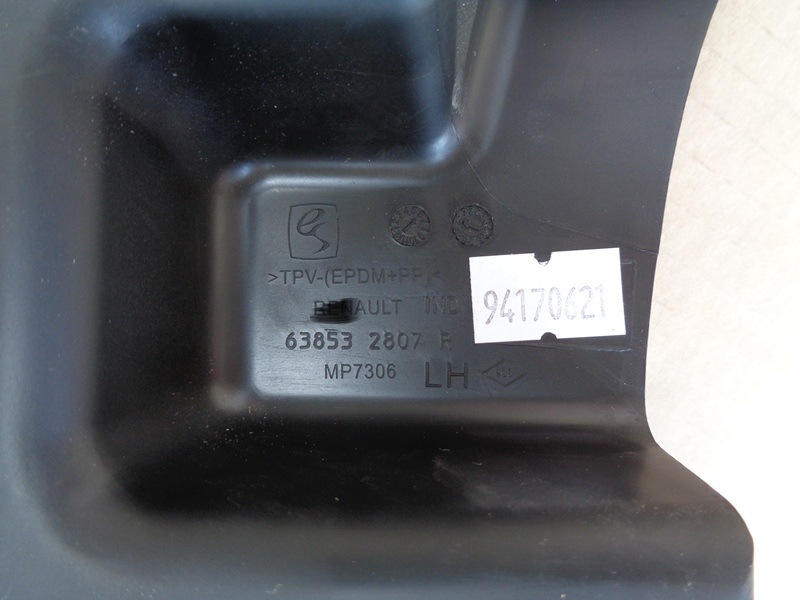 >TPV-(EPDM+PP)<
RENAULT
94170621
63853 2807 R
MP7306 LH